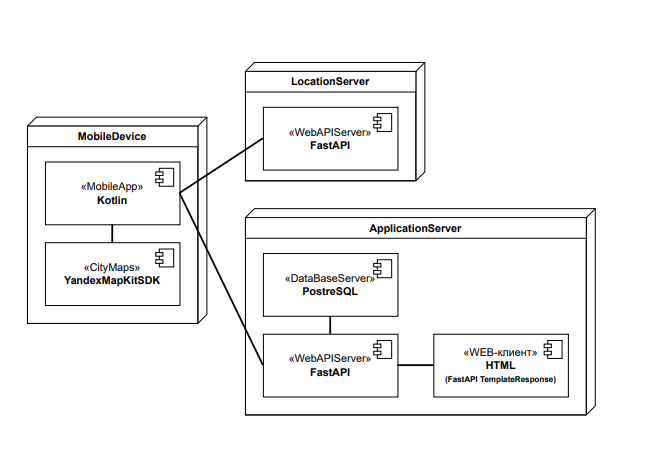 LocationServer
«WebAPIServer»
FastAPI
MobileDevice
«MobileApp»
Kotlin
«CityMaps»
YandexMapKitSDK
ApplicationServer
«DataBaseServer»
PostreSQL
«WebAPIServer»
FastAPI
«WEB-клиент»
HTML
(FastAPI TemplateResponse)